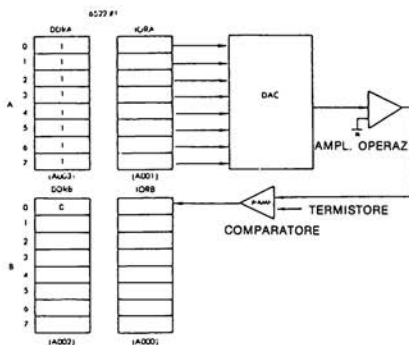 6522 #1
DDRA
IORA
0 1
1 1
2 1
3 1
A
4 1
5 1
6 1
7 1
DAC
AMPL. OPERAZ
(A003)
(A001)
DDRB
IORB
0
1
2
3
B
4
5
6
7
TERMISTORE
COMPARATORE
(A002)
(A000)